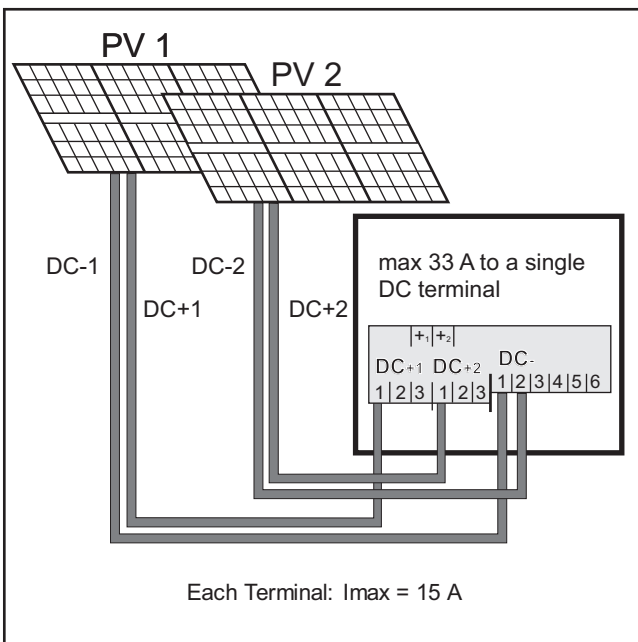 PV 1
PV 2
DC-1
DC+1
DC-2
DC+2
max 33 A to a single
DC terminal
+1 +2
DC+1 DC+2 DC-
1 2 3 1 2 3 1 2 3 4 5 6
Each Terminal: Imax = 15 A